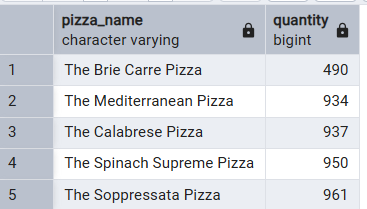 pizza_name quantity
character varying bigint
1 The Brie Carre Pizza 490
2 The Mediterranean Pizza 934
3 The Calabrese Pizza 937
4 The Spinach Supreme Pizza 950
5 The Soppressata Pizza 961